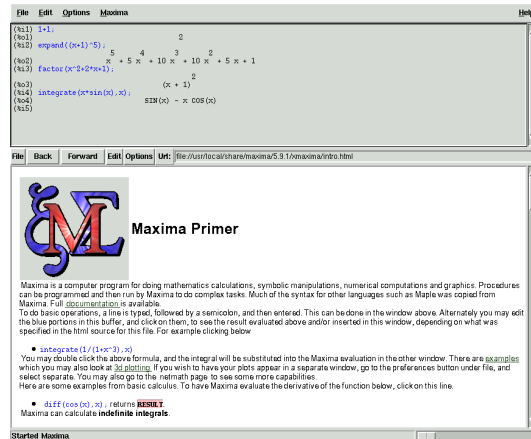 File Edit Options Maxima Help
(%i1) 1+1;
(%o1) 2
(%i2) expand((x+1)^5);
5 4 3 2
(%o2) x + 5 x + 10 x + 10 x + 5 x + 1
(%i3) factor(x^2+2*x+1);
2
(%o3) (x + 1)
(%i4) integrate(x*sin(x),x);
(%o4) SIN(x) - x COS(x)
(%i5)
File Back Forward Edit Options Url: file://usr/local/share/maxima/5.9.1/xmaxima/intro.html
Maxima Primer
Maxima is a computer program for doing mathematics calculations, symbolic manipulations, numerical computations and graphics. Procedures
can be programmed and then run by Maxima to do complex tasks. Much of the syntax for other languages such as Maple was copied from
Maxima. Full documentation is available.
To do basic operations, a line is typed, followed by a semicolon, and then entered. This can be done in the window above. Alternately you may edit
the blue portions in this buffer, and click on them, to see the result evaluated above and/or inserted in this window, depending on what was
specified in the html source for this file. For example clicking below
integrate(1/(1+x^3),x)
You may double click the above formula, and the integral will be substituted into the Maxima evaluation in the other window. There are examples
which you may also look at 3d plotting If you wish to have your plots appear in a separate window, go to the preferences button under file, and
select separate. You may also go to the netmath page to see some more capabilities.
Here are some examples from basic calculus. To have Maxima evaluate the derivative of the function below, click on this line.
diff(cos(x),x); returns RESULT.
Maxima can calculate indefinite integrals.
Started Maxima